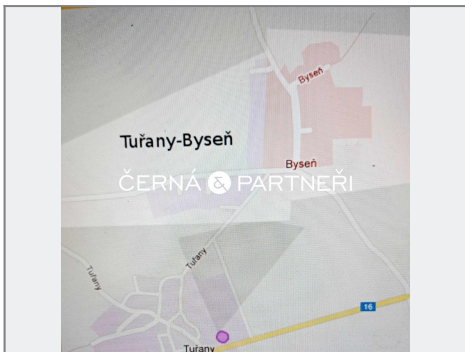 Byseň
Tuřany-Byseň
Byseň
ČERNÁ & PARTNEŘI
Tuřany
Tuřany
16
Tuřany